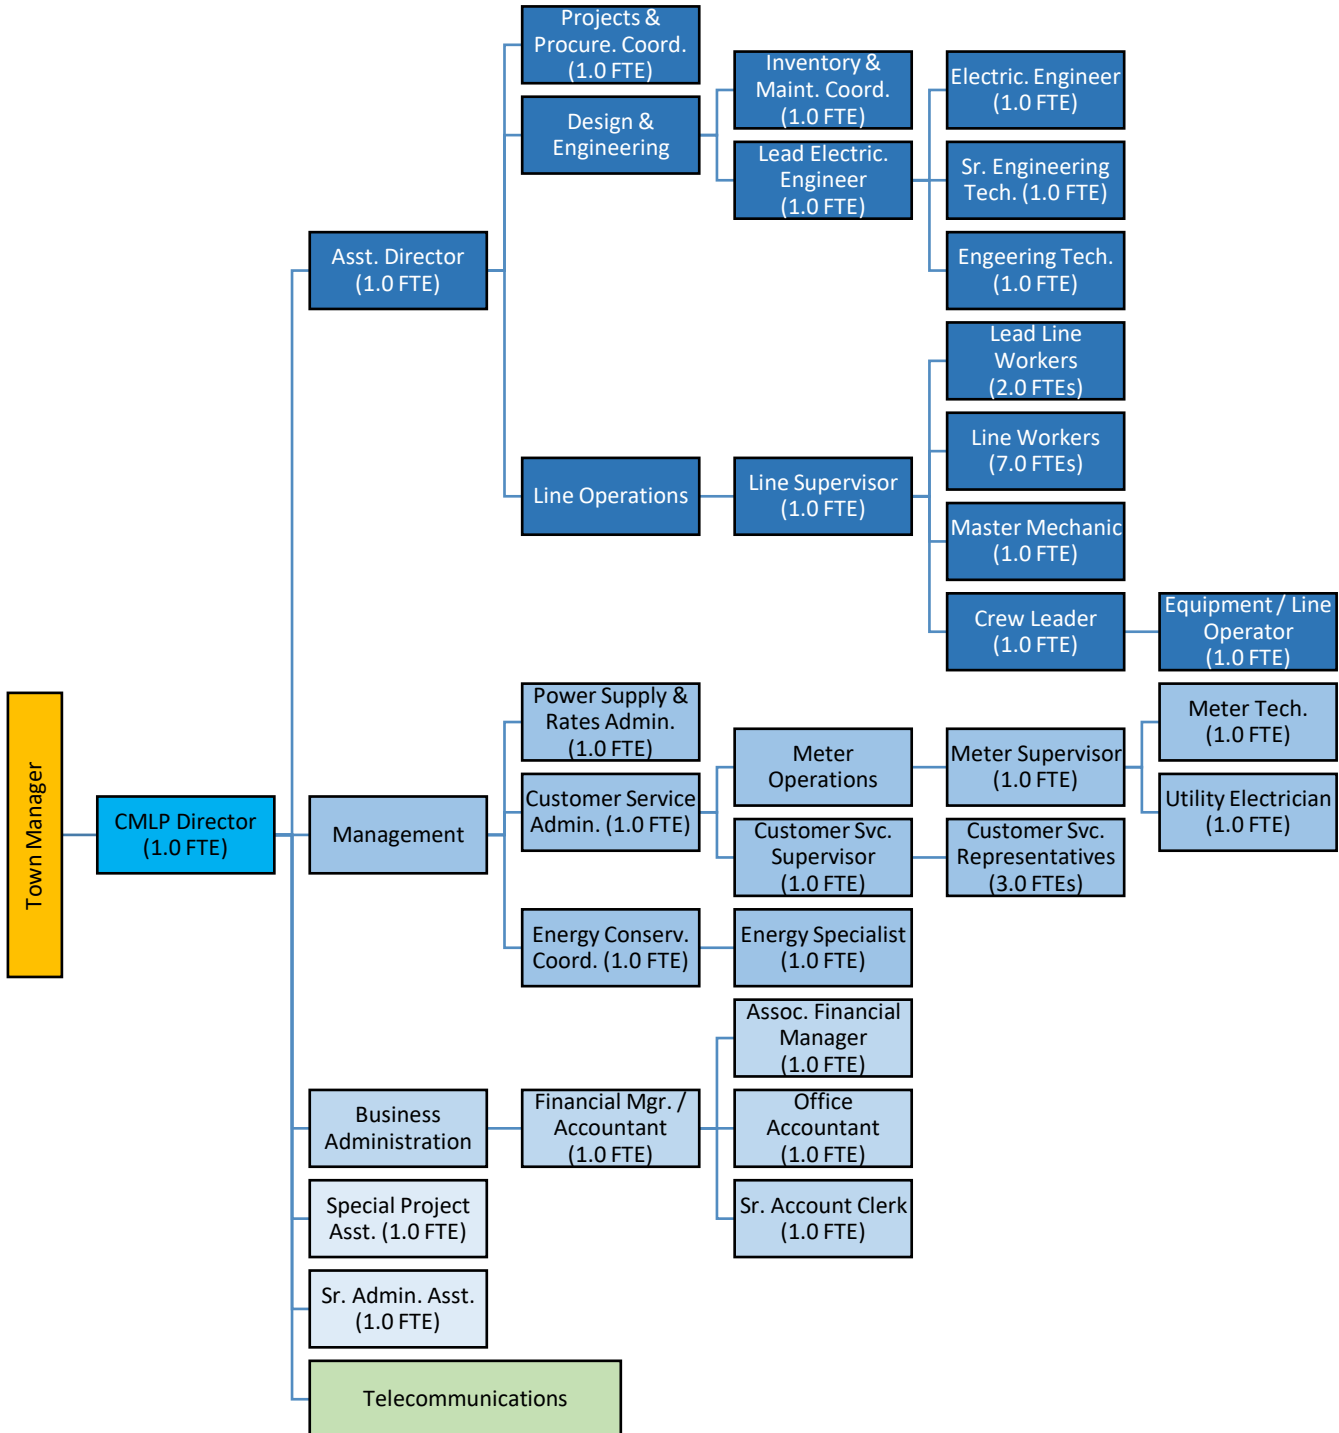 Town Manager
CMLP Director
(1.0 FTE)
Asst. Director
(1.0 FTE)
Projects &
Procure. Coord.
(1.0 FTE)
Design &
Engineering
Inventory &
Maint. Coord.
(1.0 FTE)
Lead Electric.
Engineer
(1.0 FTE)
Electric. Engineer
(1.0 FTE)
Sr. Engineering
Tech. (1.0 FTE)
Engeering Tech.
(1.0 FTE)
Line Operations
Line Supervisor
(1.0 FTE)
Lead Line
Workers
(2.0 FTEs)
Line Workers
(7.0 FTEs)
Master Mechanic
(1.0 FTE)
Crew Leader
(1.0 FTE)
Equipment / Line
Operator
(1.0 FTE)
Management
Power Supply &
Rates Admin.
(1.0 FTE)
Customer Service
Admin. (1.0 FTE)
Meter
Operations
Meter Supervisor
(1.0 FTE)
Meter Tech.
(1.0 FTE)
Utility Electrician
(1.0 FTE)
Customer Svc.
Supervisor
(1.0 FTE)
Customer Svc.
Representatives
(3.0 FTEs)
Energy Conserv.
Coord. (1.0 FTE)
Energy Specialist
(1.0 FTE)
Business
Administration
Financial Mgr. /
Accountant
(1.0 FTE)
Assoc. Financial
Manager
(1.0 FTE)
Office
Accountant
(1.0 FTE)
Sr. Account Clerk
(1.0 FTE)
Special Project
Asst. (1.0 FTE)
Sr. Admin. Asst.
(1.0 FTE)
Telecommunications